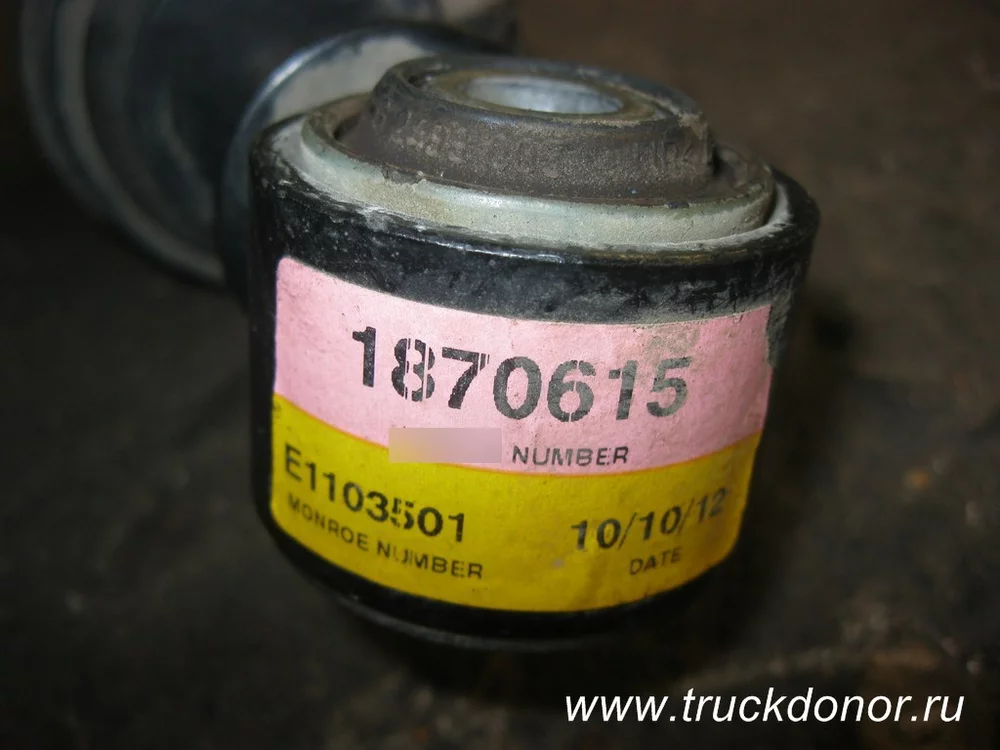 1870615
NUMBER
E1103501
MONROE NUMBER
10/10/12
DATE
www.truckdonor.ru